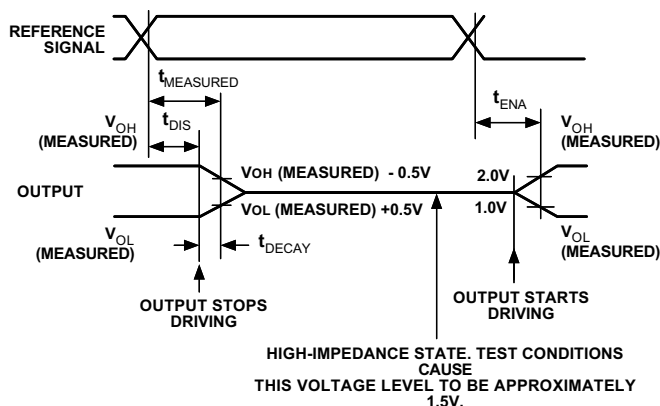 REFERENCE
SIGNAL
tMEASURED
tDIS
tENA
VOH
(MEASURED)
VOH
(MEASURED)
VOH (MEASURED) - 0.5V
2.0V
OUTPUT
VOL (MEASURED) +0.5V
1.0V
VOL
(MEASURED)
tDECAY
VOL
(MEASURED)
OUTPUT STOPS
DRIVING
OUTPUT STARTS
DRIVING
HIGH-IMPEDANCE STATE. TEST CONDITIONS
CAUSE
THIS VOLTAGE LEVEL TO BE APPROXIMATELY
1.5V.